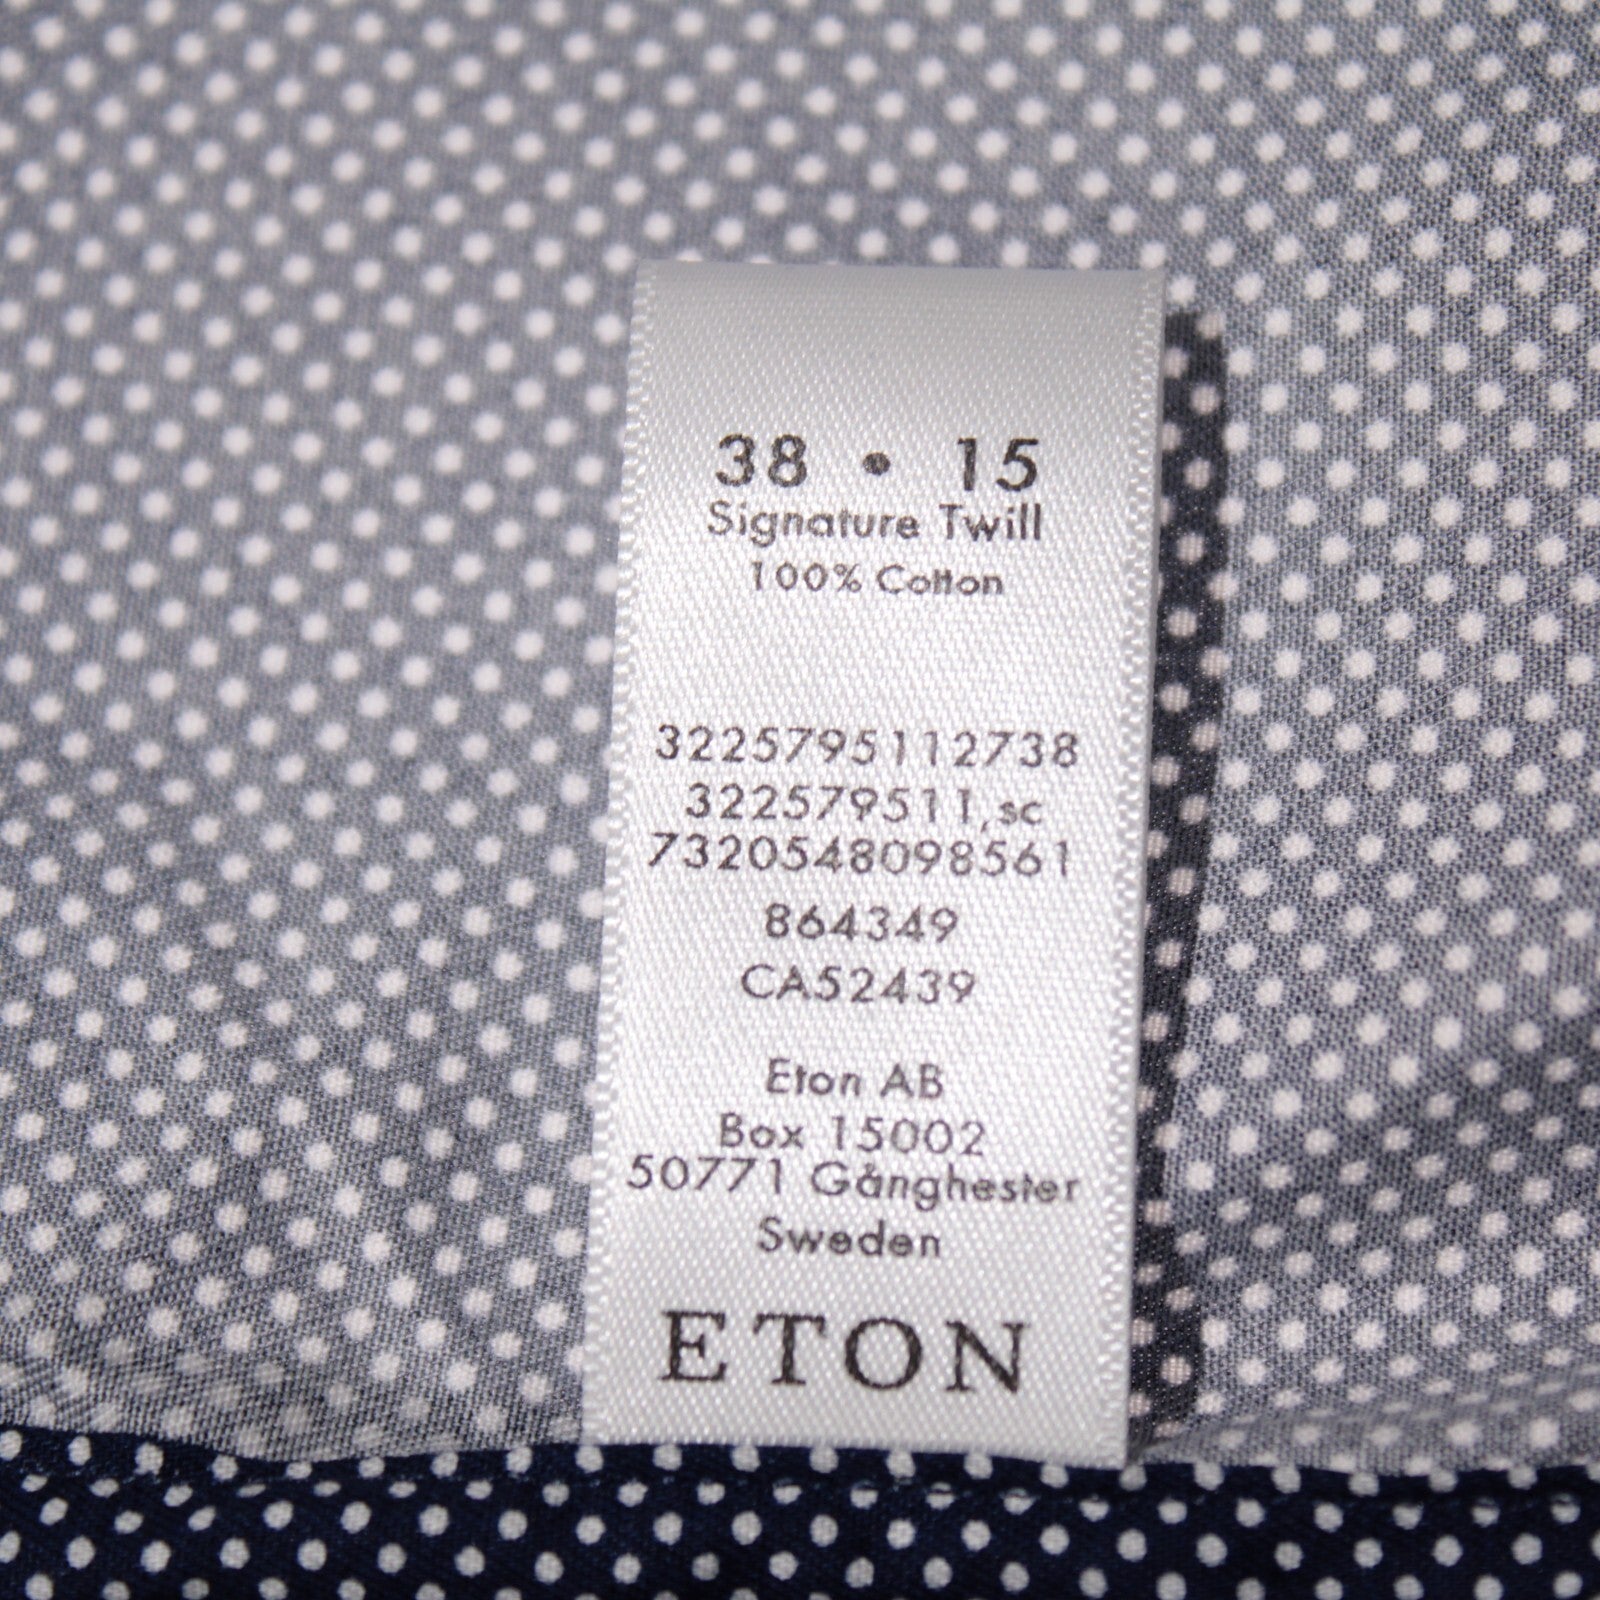 38 • 15
Signature Twill
100% Cotton
3225795112738
322579511,sc
7320548098561
864349
CA52439
Eton AB
Box 15002
50771 Gånghester
Sweden
ETON